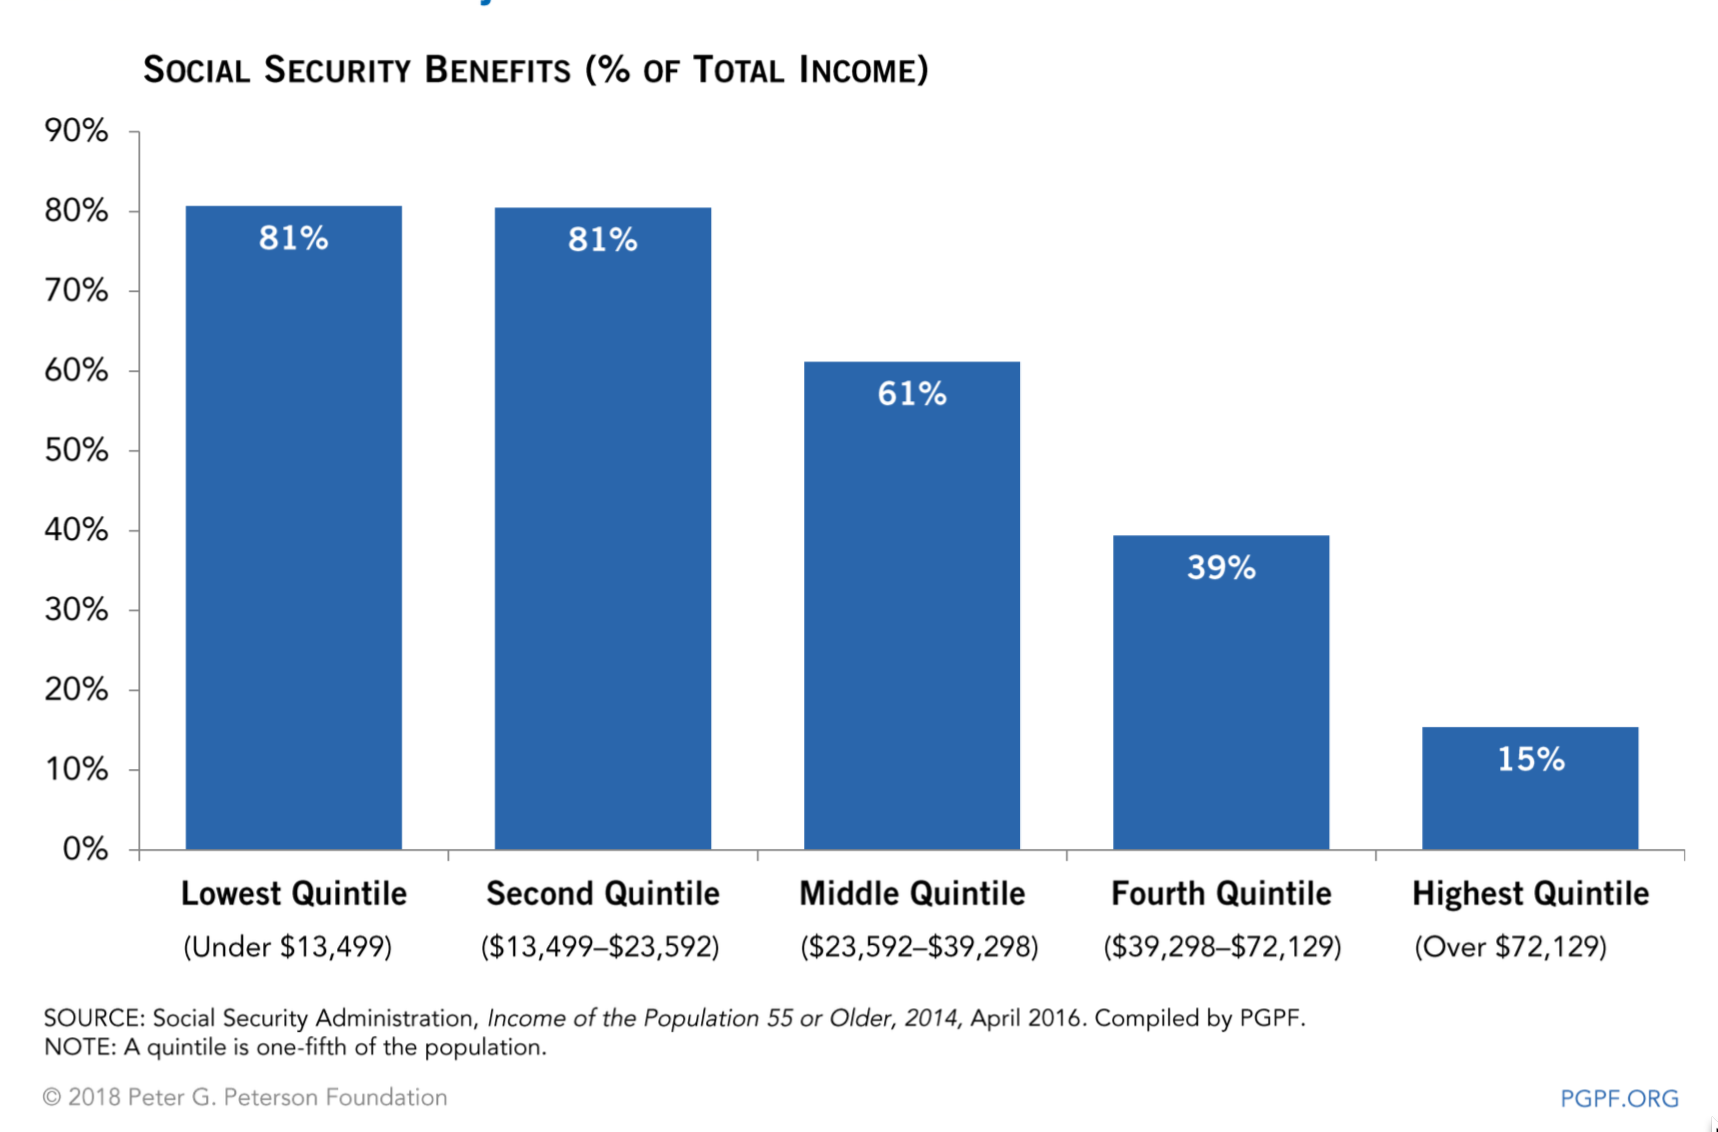 SOCIAL SECURITY BENEFITS (% OF TOTAL INCOME)
90%
80%
70%
60%
50%
40%
30%
20%
10%
0%
81%
81%
61%
39%
15%
Lowest Quintile
(Under $13,499)
Second Quintile
($13,499–$23,592)
Middle Quintile
($23,592–$39,298)
Fourth Quintile
($39,298–$72,129)
Highest Quintile
(Over $72,129)
SOURCE: Social Security Administration, Income of the Population 55 or Older, 2014, April 2016. Compiled by PGPF.
NOTE: A quintile is one-fifth of the population.
© 2018 Peter G. Peterson Foundation
PGPF.ORG